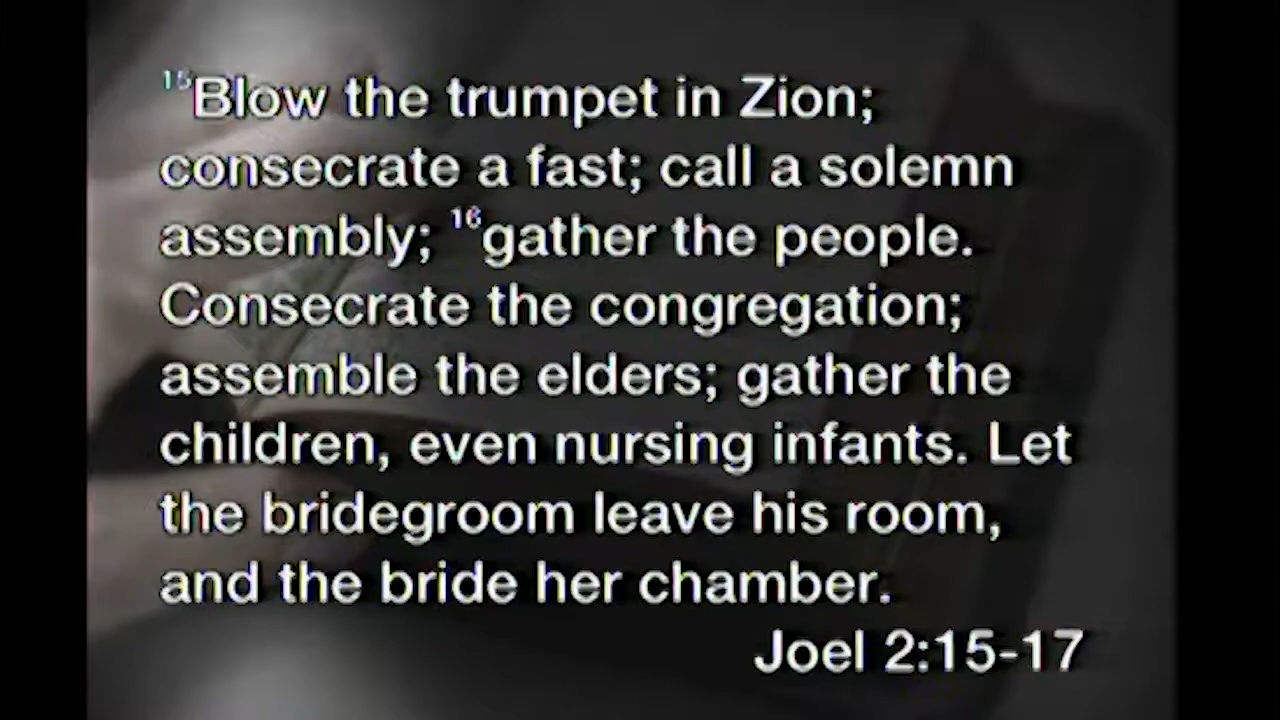 15Blow the trumpet in Zion;
consecrate a fast; call a solemn
assembly; 16gather the people.
Consecrate the congregation;
assemble the elders; gather the
children, even nursing infants. Let
the bridegroom leave his room,
and the bride her chamber.
Joel 2:15-17